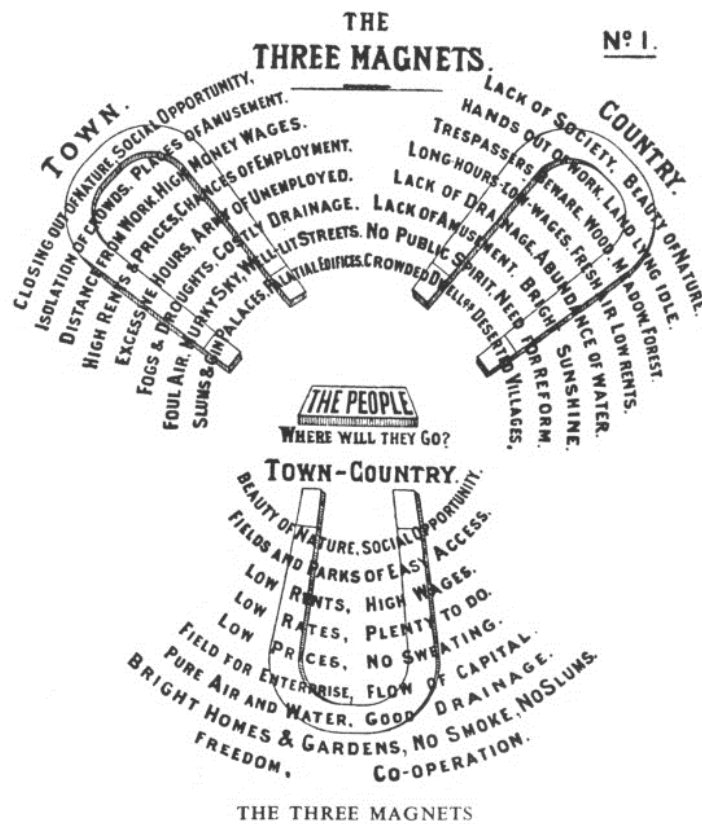 THE
THREE MAGNETS.
Nº 1.
TOWN.
CLOSING OUT OF NATURE, SOCIAL OPPORTUNITY,
ISOLATION OF CROWDS. PLACES OF AMUSEMENT.
DISTANCE FROM WORK. HIGH MONEY WAGES.
HIGH RENTS & PRICES. CHANCES OF EMPLOYMENT.
EXCESSIVE HOURS, ARMY OF UNEMPLOYED.
FOGS & DROUGHTS. COSTLY DRAINAGE.
FOUL AIR. MURKY SKY, WELL-LIT STREETS.
SLUMS & GIN PALACES. PALATIAL EDIFICES.
COUNTRY.
LACK OF SOCIETY, BEAUTY OF NATURE.
HANDS OUT OF WORK, LAND LYING IDLE.
TRESPASSERS BEWARE. WOOD, MEADOW, FOREST.
LONG-HOURS-LOW-WAGES, FRESH AIR LOW RENTS.
LACK OF DRAINAGE, ABUNDANCE OF WATER.
LACK OF AMUSEMENT. BRIGHT SUNSHINE.
NO PUBLIC SPIRIT, NEED FOR REFORM.
CROWDED DWELLgs DESERTED VILLAGES,
THE PEOPLE
WHERE WILL THEY GO?
TOWN-COUNTRY.
BEAUTY OF NATURE, SOCIAL OPPORTUNITY.
FIELDS AND PARKS OF EASY ACCESS.
LOW RENTS, HIGH WAGES.
LOW RATES, PLENTY TO DO.
LOW PRICES, NO SWEATING.
FIELD FOR ENTERPRISE, FLOW OF CAPITAL.
PURE AIR AND WATER, GOOD DRAINAGE.
BRIGHT HOMES & GARDENS, NO SMOKE, NO SLUMS.
FREEDOM, CO-OPERATION.
THE THREE MAGNETS